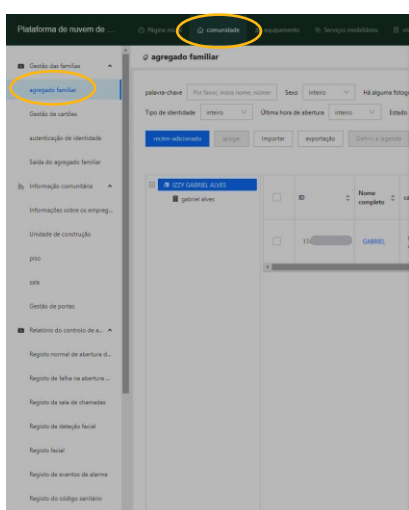 Plataforma de nuvem de ...
Página inic
comunidade
equipamento
Serviços imobiliários
agregado familiar
Gestão das famílias
agregado familiar
Gestão de cartões
autenticação de identidade
Saída do agregado familiar
Informação comunitária
Informações sobre os empreg...
Unidade de construção
piso
sala
Gestão de portas
Relatório do controlo de a...
Registo normal de abertura d...
Registo de falha na abertura ...
Registo da sala de chamadas
Registo da deteção facial
Registo facial
Registo de eventos de alarme
Registo do código sanitário
palavra-chave
Por favor, insira nome, númer
Sexo
inteiro
Há alguma fotog
Tipo de identidade
inteiro
Última hora de abertura
inteiro
Estado
recém-adicionado
apagar
Importar
exportação
Definir a legenda
IZZY GABRIEL ALVES
gabriel alves
ID
Nome
completo
GABRIEL